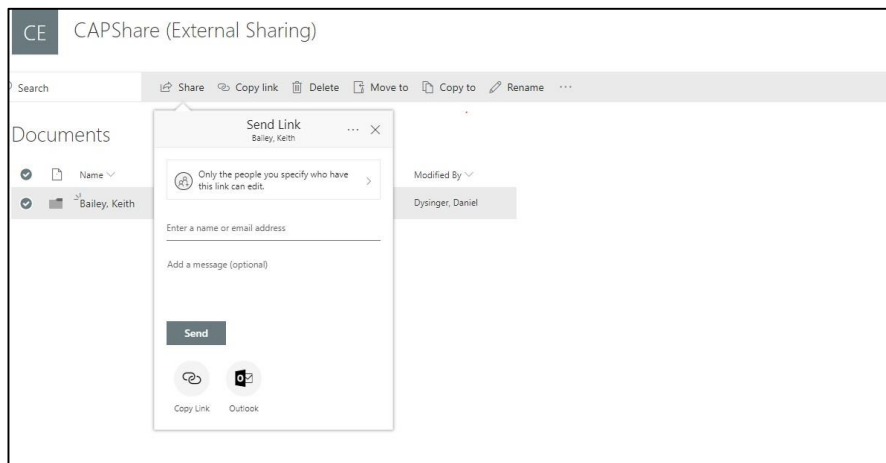 CE CAPShare (External Sharing)
Search Share Copy link Delete Move to Copy to Rename ...
Documents
Send Link ...
Bailey, Keith
Name
Only the people you specify who have
this link can edit.
Modified By
Bailey, Keith
Dysinger, Daniel
Enter a name or email address
Add a message (optional)
Send
Copy Link Outlook